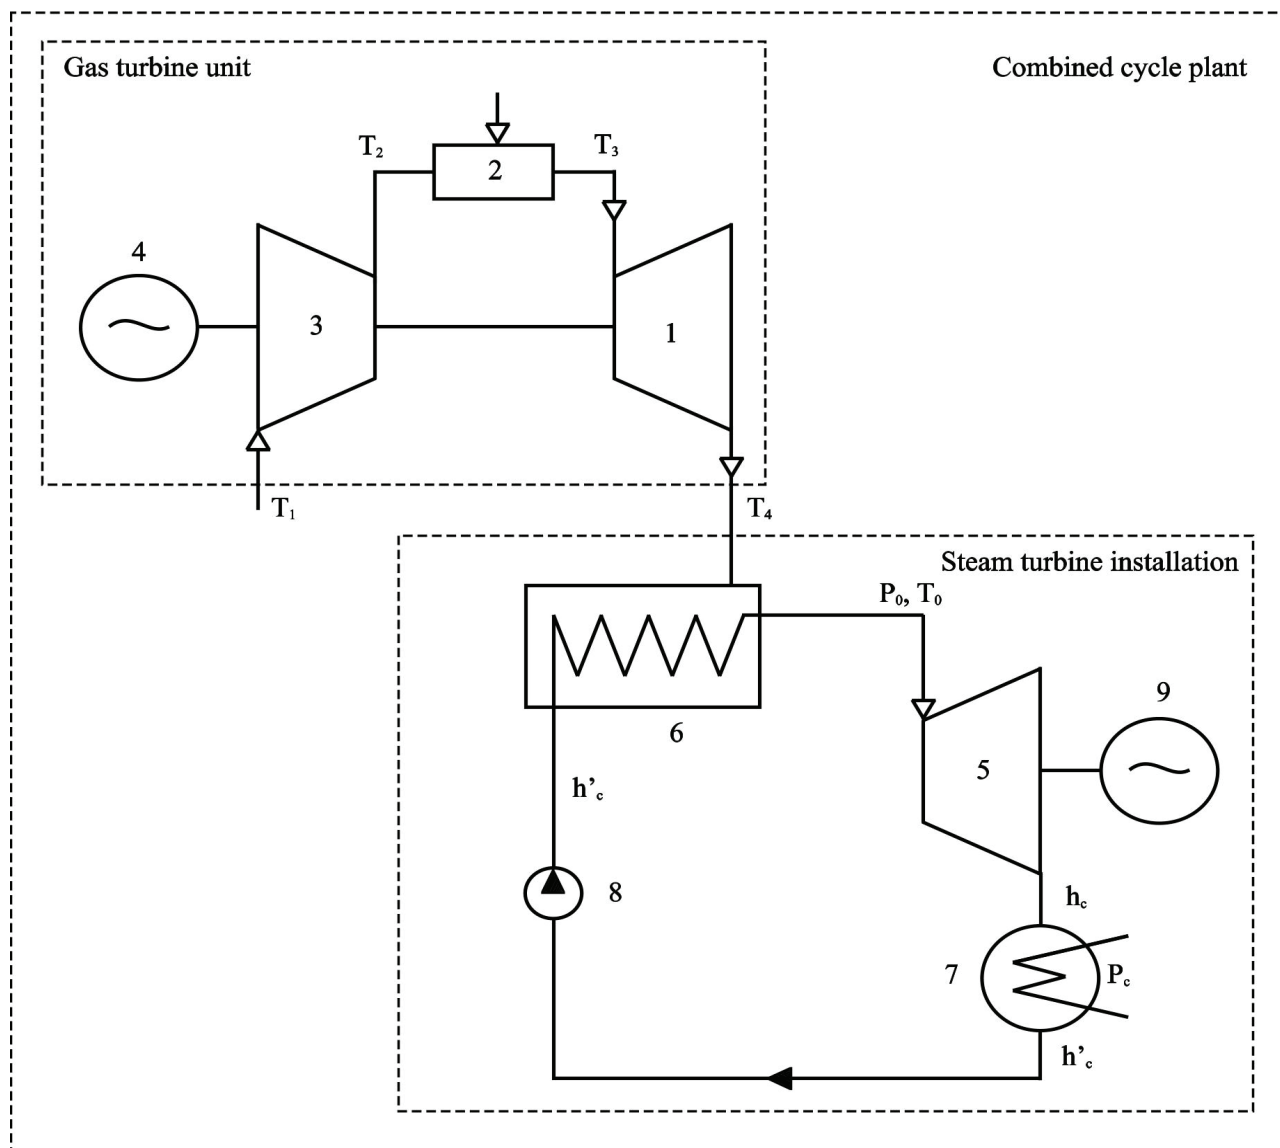 Gas turbine unit
Combined cycle plant
T₂
T₃
2
4
3
1
T₁
T₄
Steam turbine installation
P₀, T₀
9
6
5
h’c
8
hc
7
Pc
h’c